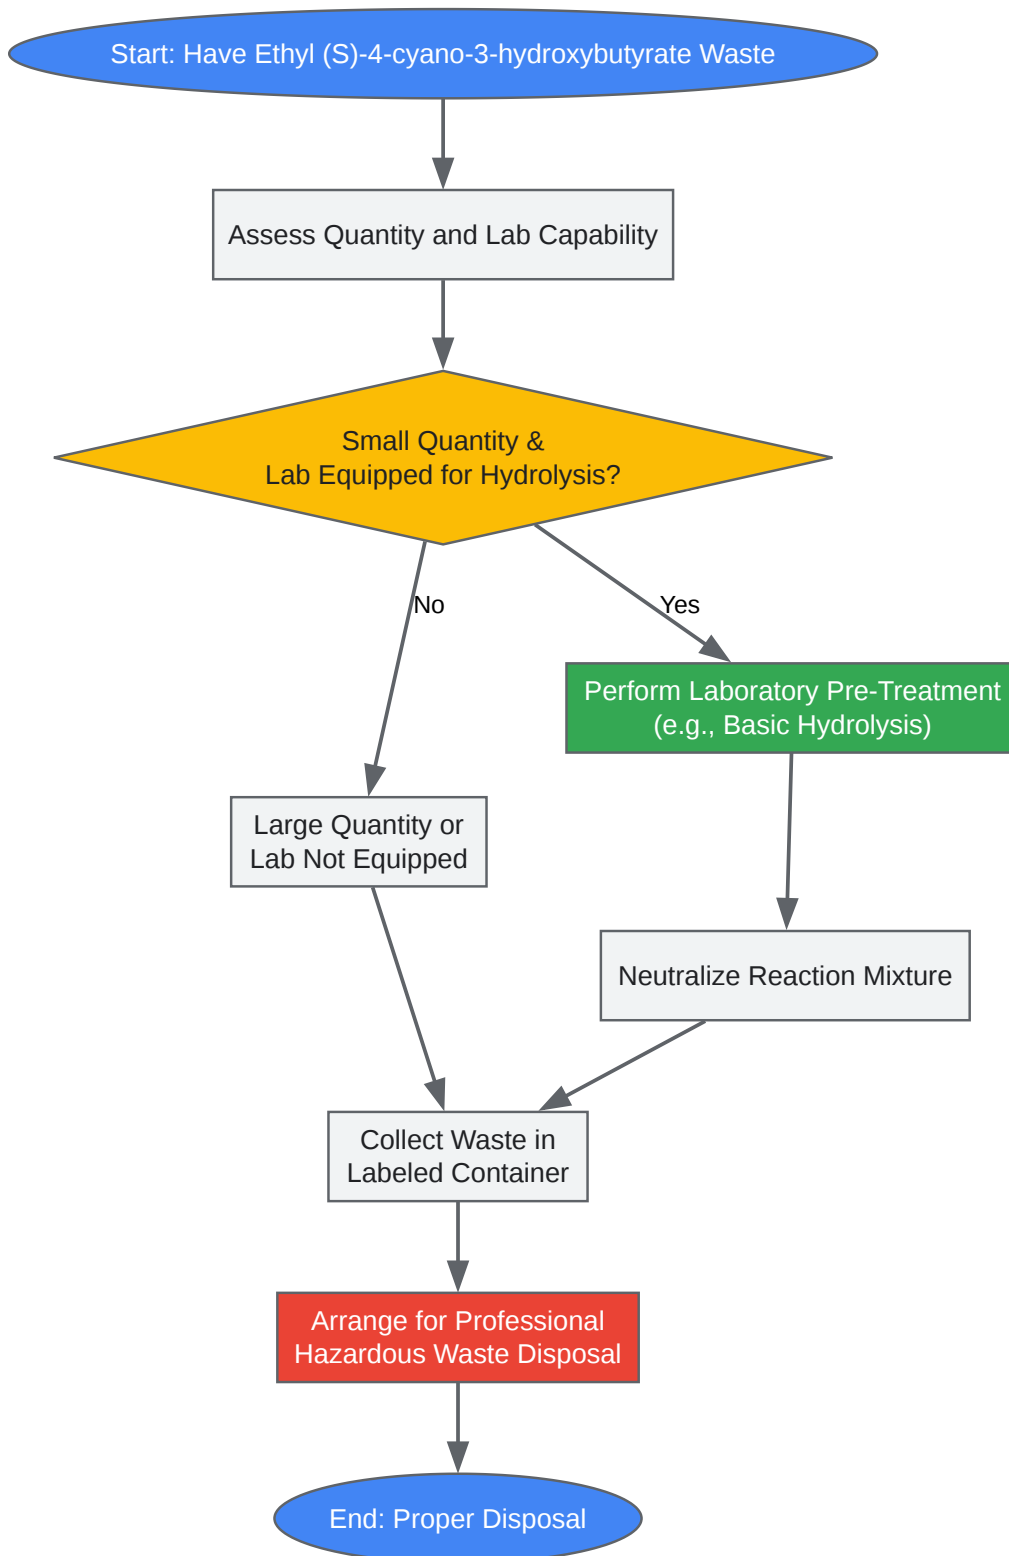 Start: Have Ethyl (S)-4-cyano-3-hydroxybutyrate Waste
Assess Quantity and Lab Capability
Small Quantity &
Lab Equipped for Hydrolysis?
No
Yes
Perform Laboratory Pre-Treatment
(e.g., Basic Hydrolysis)
Large Quantity or
Lab Not Equipped
Neutralize Reaction Mixture
Collect Waste in
Labeled Container
Arrange for Professional
Hazardous Waste Disposal
End: Proper Disposal